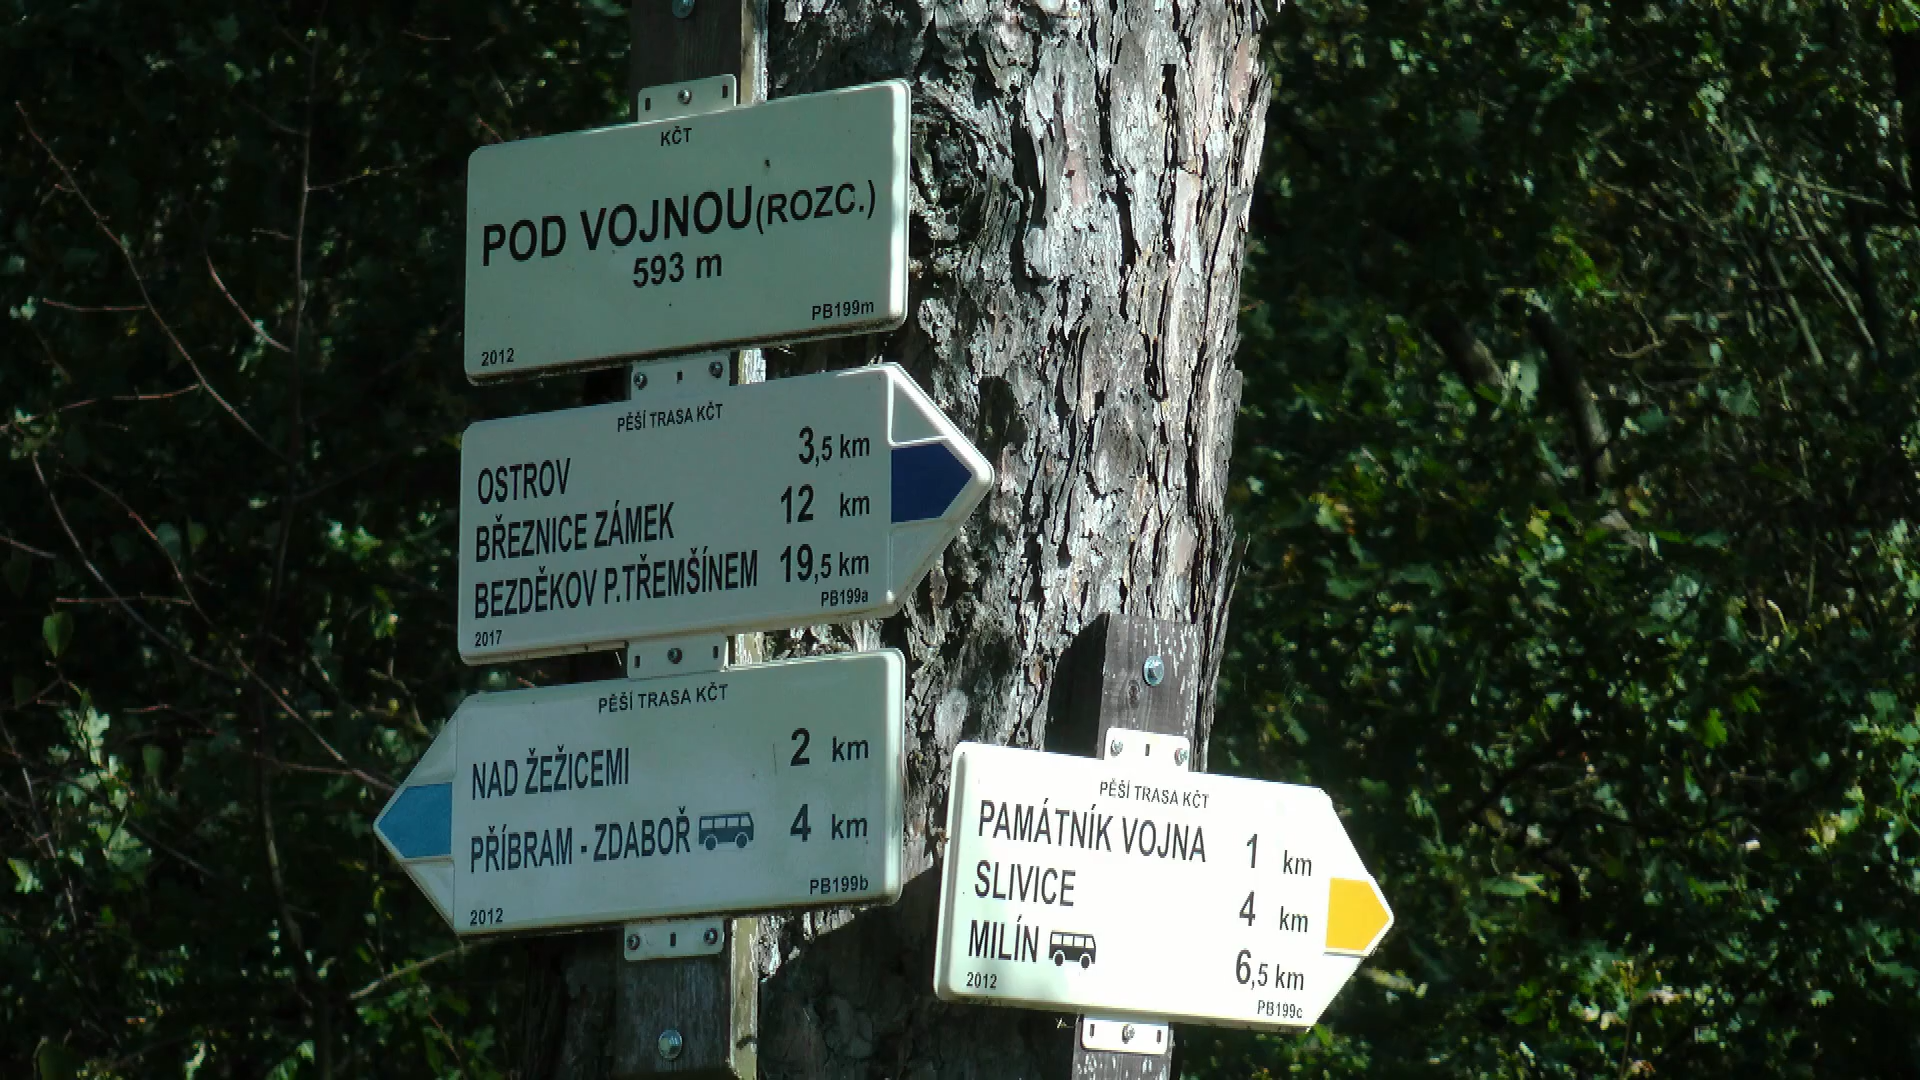 KČT
POD VOJNOU(ROZC.)
593 m
PB199m
2012
PĚŠÍ TRASA KČT
OSTROV 3,5 km
BŘEZNICE ZÁMEK 12 km
BEZDĚKOV P.TŘEMŠÍNEM 19,5 km
2017 PB199a
PĚŠÍ TRASA KČT
NAD ŽEŽICEMI 2 km
PŘÍBRAM - ZDABOŘ 4 km
2012 PB199b
PĚŠÍ TRASA KČT
PAMÁTNÍK VOJNA 1 km
SLIVICE 4 km
MILÍN 6,5 km
2012 PB199c